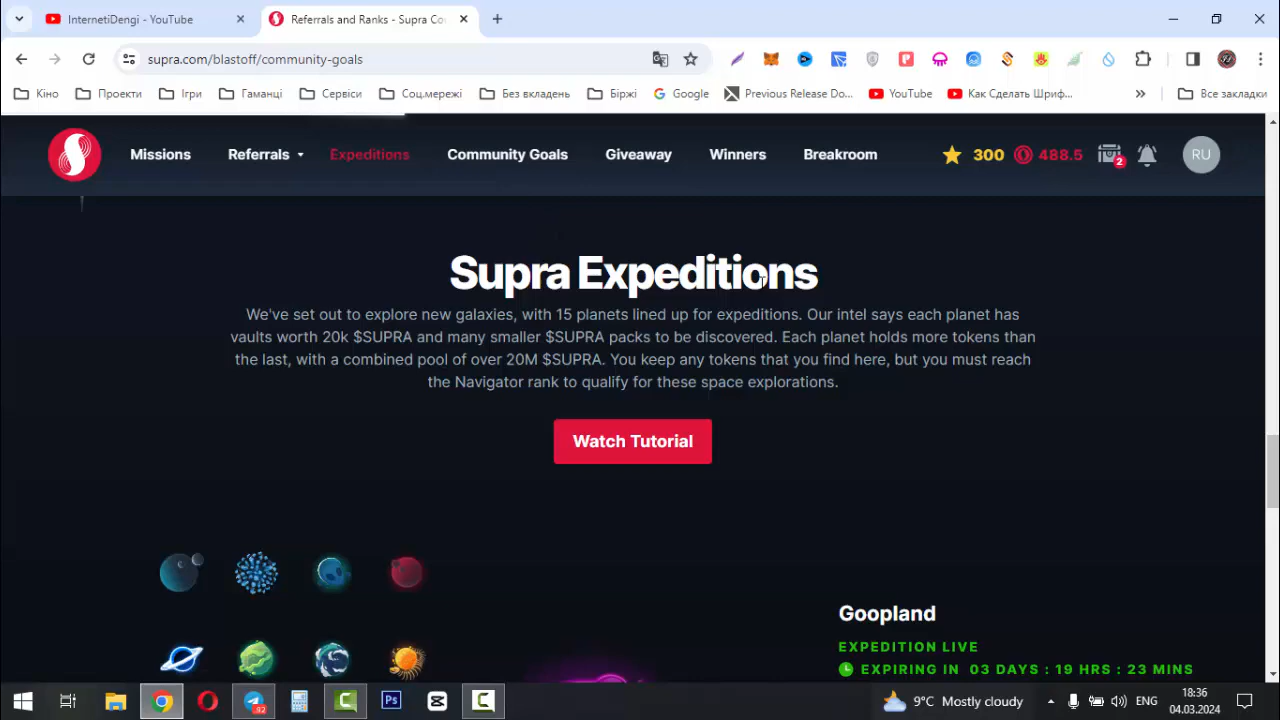 InternetiDengi - YouTube
Referrals and Ranks - Supra Co
supra.com/blastoff/community-goals
Кіно
Проекти
Ігри
Гаманці
Сервіси
Соц.мережі
Без вкладень
Біржі
Google
Previous Release Do...
YouTube
Как Сделать Шриф...
»
Все закладки
Missions
Referrals
Expeditions
Community Goals
Giveaway
Winners
Breakroom
300
488.5
2
RU
Supra Expeditions
We've set out to explore new galaxies, with 15 planets lined up for expeditions. Our intel says each planet has
vaults worth 20k $SUPRA and many smaller $SUPRA packs to be discovered. Each planet holds more tokens than
the last, with a combined pool of over 20M $SUPRA. You keep any tokens that you find here, but you must reach
the Navigator rank to qualify for these space explorations.
Watch Tutorial
Goopland
EXPEDITION LIVE
EXPIRING IN 03 DAYS : 19 HRS : 23 MINS
92
Ps
9°C Mostly cloudy
ENG
18:36
04.03.2024